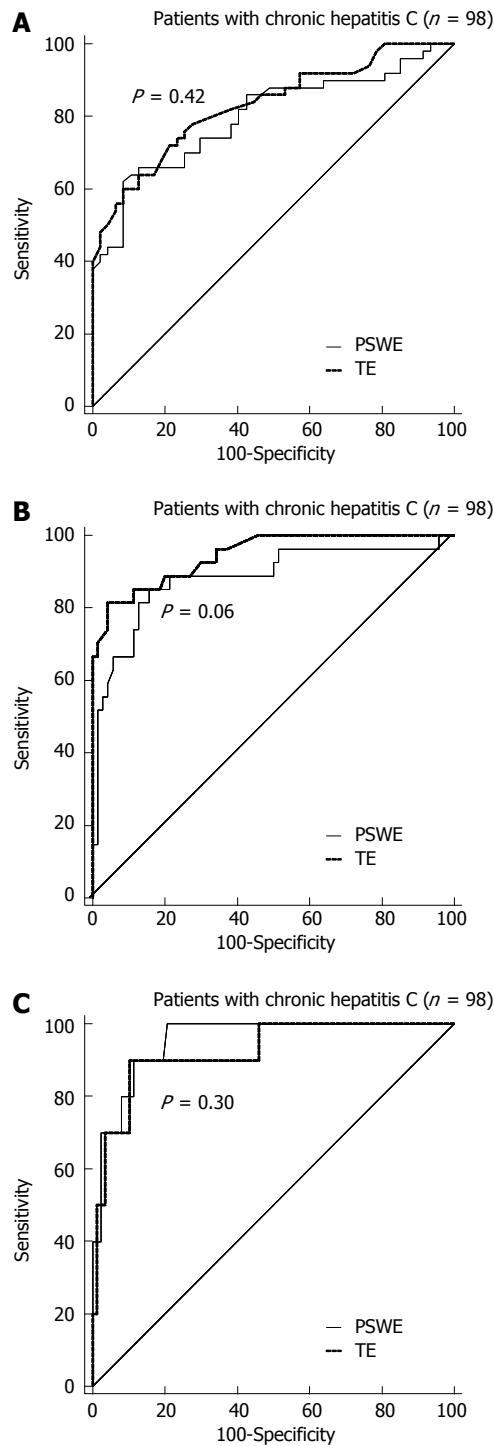 A
Patients with chronic hepatitis C (n = 98)
100
80
60
40
20
0
Sensitivity
P = 0.42
PSWE
TE
0 20 40 60 80 100
100-Specificity
B
Patients with chronic hepatitis C (n = 98)
100
80
60
40
20
0
Sensitivity
P = 0.06
PSWE
TE
0 20 40 60 80 100
100-Specificity
C
Patients with chronic hepatitis C (n = 98)
100
80
60
40
20
0
Sensitivity
P = 0.30
PSWE
TE
0 20 40 60 80 100
100-Specificity